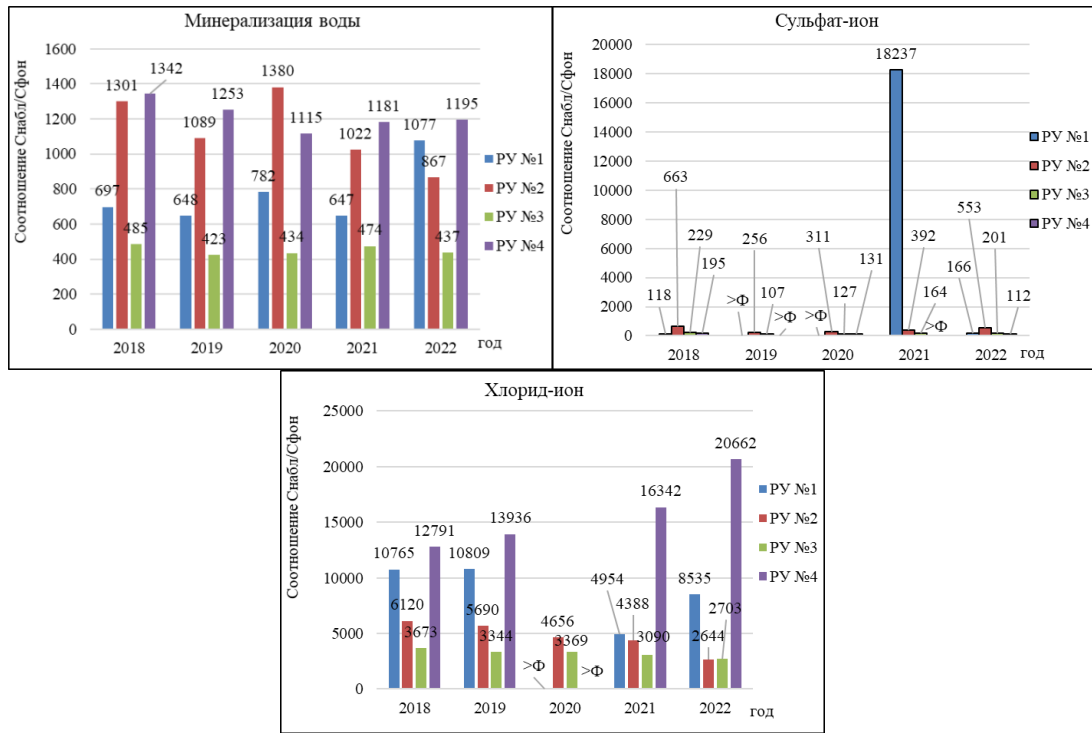 Минерализация воды
Соотношение Cнабл/Сфон
1600
1400
1200
1000
800
600
400
200
0
697
1301
485
1342
648
1089
423
1253
782
1380
434
1115
647
1022
474
1181
1077
867
437
1195
2018 2019 2020 2021 2022 год
РУ №1
РУ №2
РУ №3
РУ №4
Сульфат-ион
Соотношение Cнабл/Сфон
20000
18000
16000
14000
12000
10000
8000
6000
4000
2000
0
118
663
229
195
>Ф
256
107
>Ф
>Ф
311
127
131
18237
392
164
>Ф
166
553
201
112
2018 2019 2020 2021 2022 год
РУ №1
РУ №2
РУ №3
РУ №4
Хлорид-ион
Соотношение Cнабл/Сфон
25000
20000
15000
10000
5000
0
10765
6120
3673
12791
10809
5690
3344
13936
>Ф
4656
3369
>Ф
4954
4388
3090
16342
8535
2644
2703
20662
2018 2019 2020 2021 2022 год
РУ №1
РУ №2
РУ №3
РУ №4